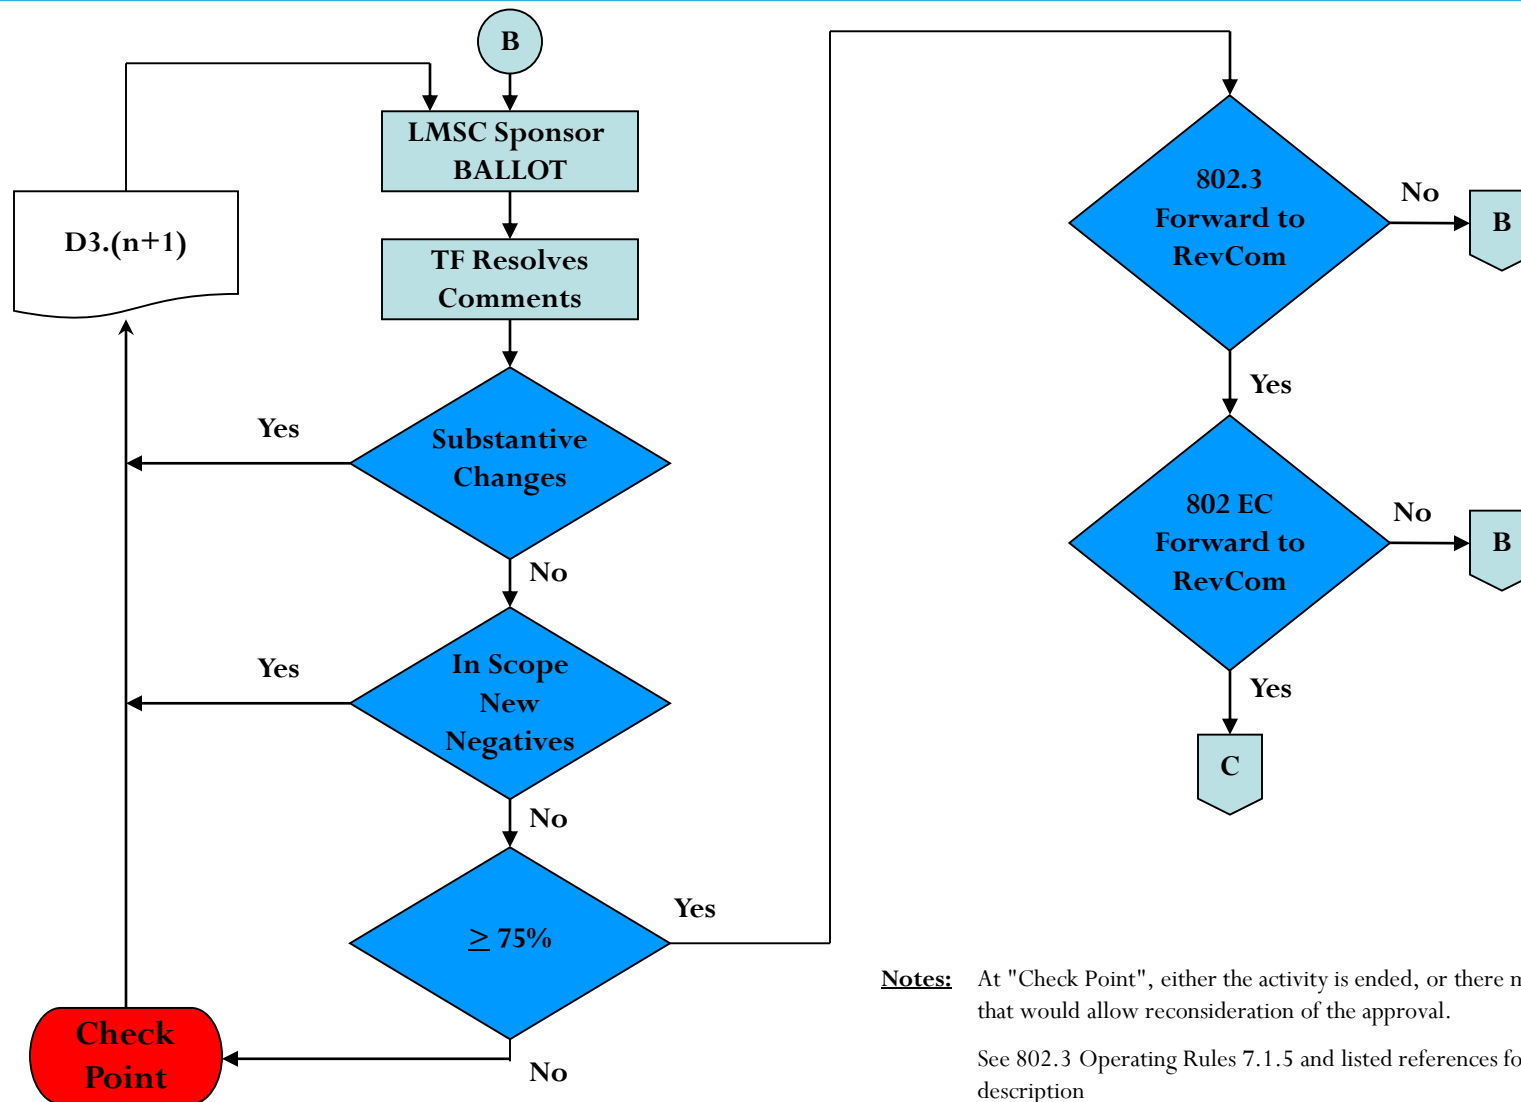 B
LMSC Sponsor
BALLOT
D3.(n+1)
TF Resolves
Comments
Yes
Substantive
Changes
No
Yes
In Scope
New
Negatives
No
≥ 75%
Yes
No
Check
Point
802.3
Forward to
RevCom
No
B
Yes
802 EC
Forward to
RevCom
No
B
Yes
C
Notes: At "Check Point", either the activity is ended, or there
that would allow reconsideration of the approval.
See 802.3 Operating Rules 7.1.5 and listed references
description